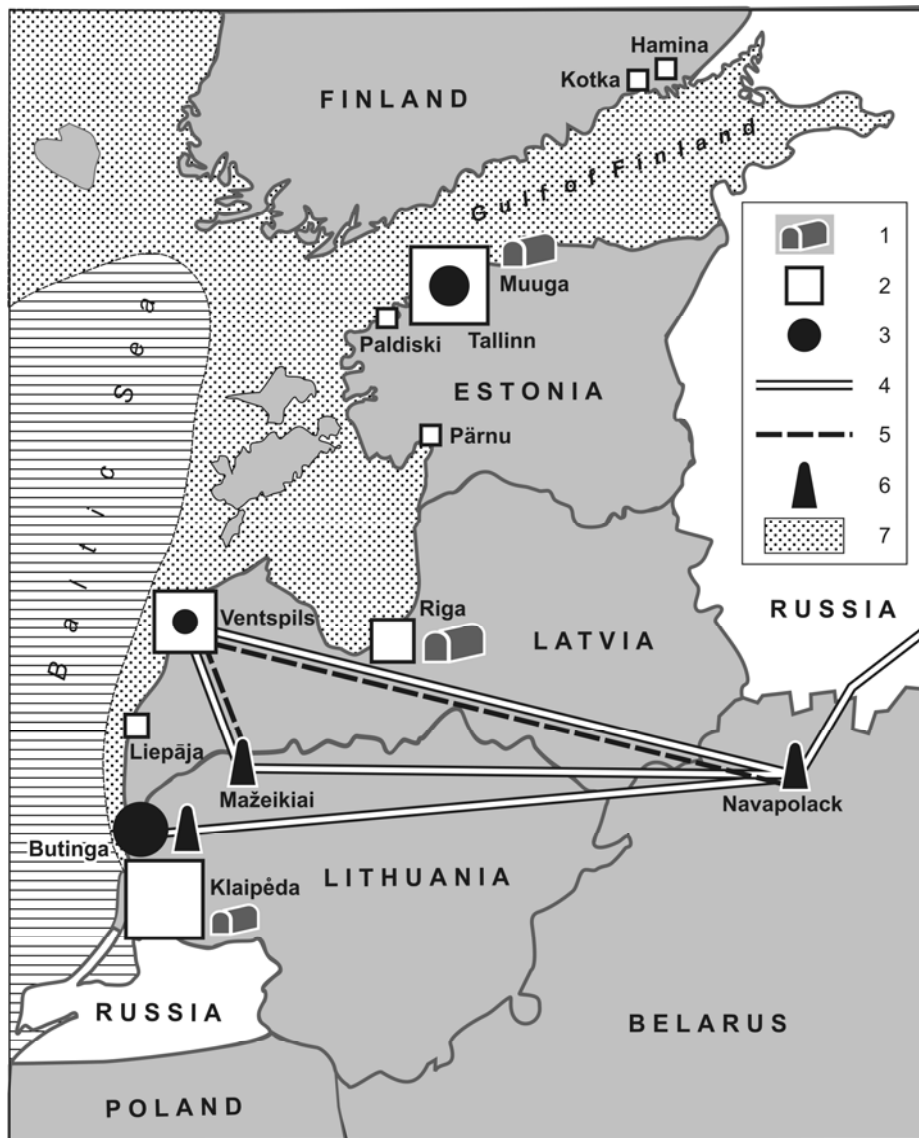 Hamina
Kotka
FINLAND
Gulf of Finland
1
2
3
4
5
6
7
Muuga
Tallinn
Paldiski
ESTONIA
Pärnu
Baltic Sea
Ventspils
Riga
LATVIA
RUSSIA
Liepāja
Mažeikiai
Navapolack
Butinga
Klaipėda
LITHUANIA
RUSSIA
BELARUS
POLAND